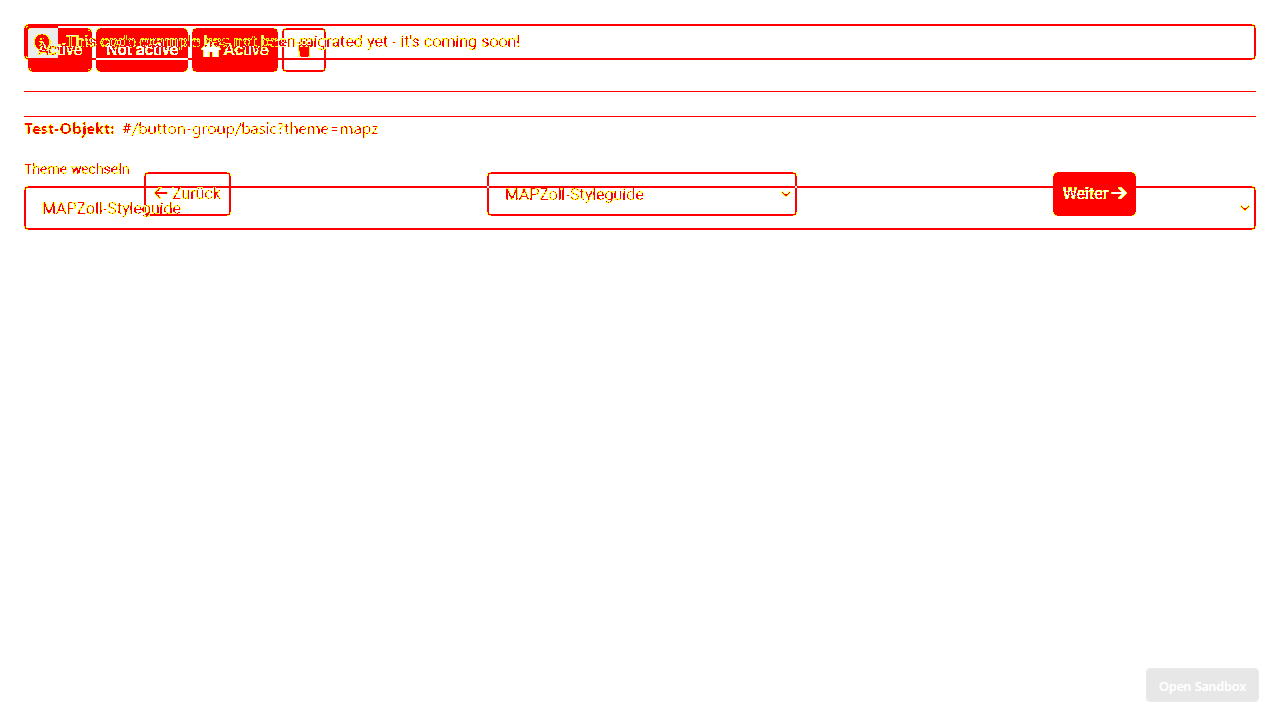 This code example has not been migrated yet - it's coming soon!
Active Not active Active
Test-Objekt: #/button-group/basic?theme=mapz
Theme wechseln
Zurück MAPZoll-Styleguide Weiter
MAPZoll-Styleguide
Open Sandbox